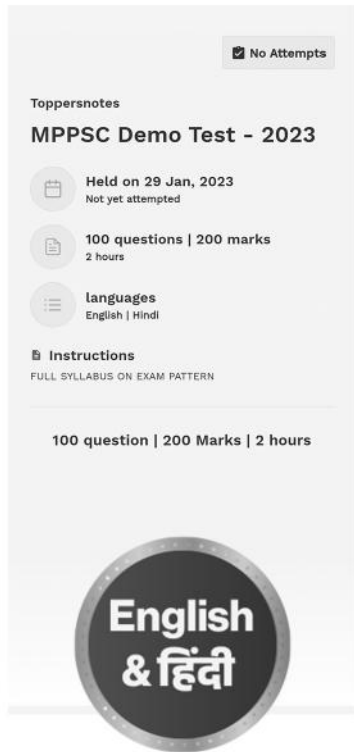 No Attempts
Toppersnotes
MPPSC Demo Test - 2023
Held on 29 Jan, 2023
Not yet attempted
100 questions | 200 marks
2 hours
languages
English | Hindi
Instructions
FULL SYLLABUS ON EXAM PATTERN
100 question | 200 Marks | 2 hours
English
& हिंदी